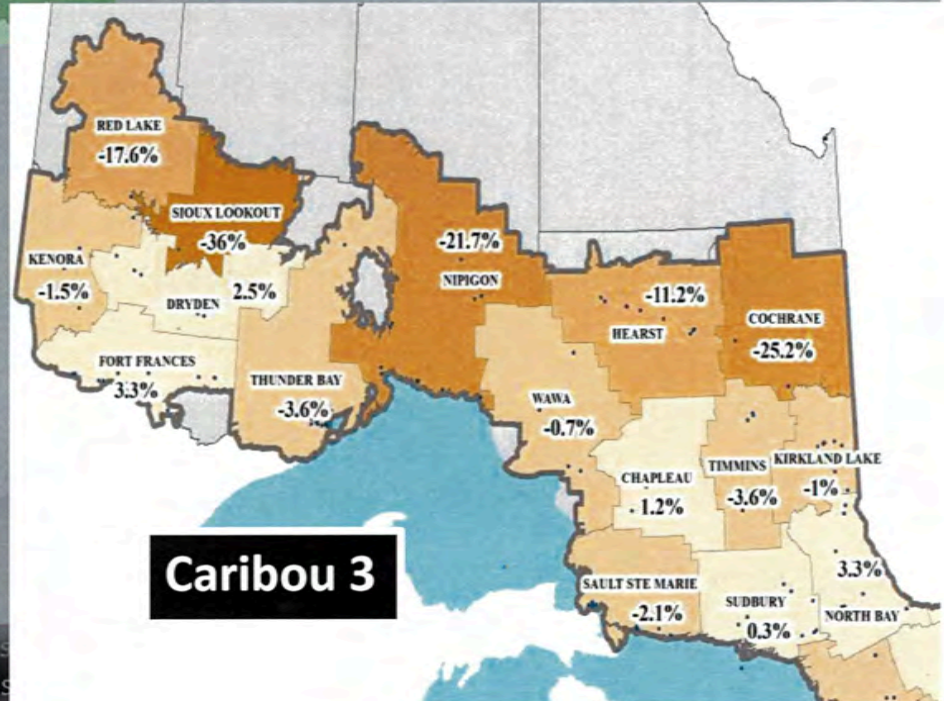 RED LAKE
-17.6%
SIOUX LOOKOUT
-36%
KENORA
-1.5%
DRYDEN
2.5%
FORT FRANCES
3.3%
THUNDER BAY
-3.6%
-21.7%
NIPIGON
-11.2%
HEARST
COCHRANE
-25.2%
WAWA
-0.7%
CHAPLEAU
1.2%
TIMMINS
-3.6%
KIRKLAND LAKE
-1%
Caribou 3
SAULT STE MARIE
-2.1%
SUDBURY
0.3%
3.3%
NORTH BAY